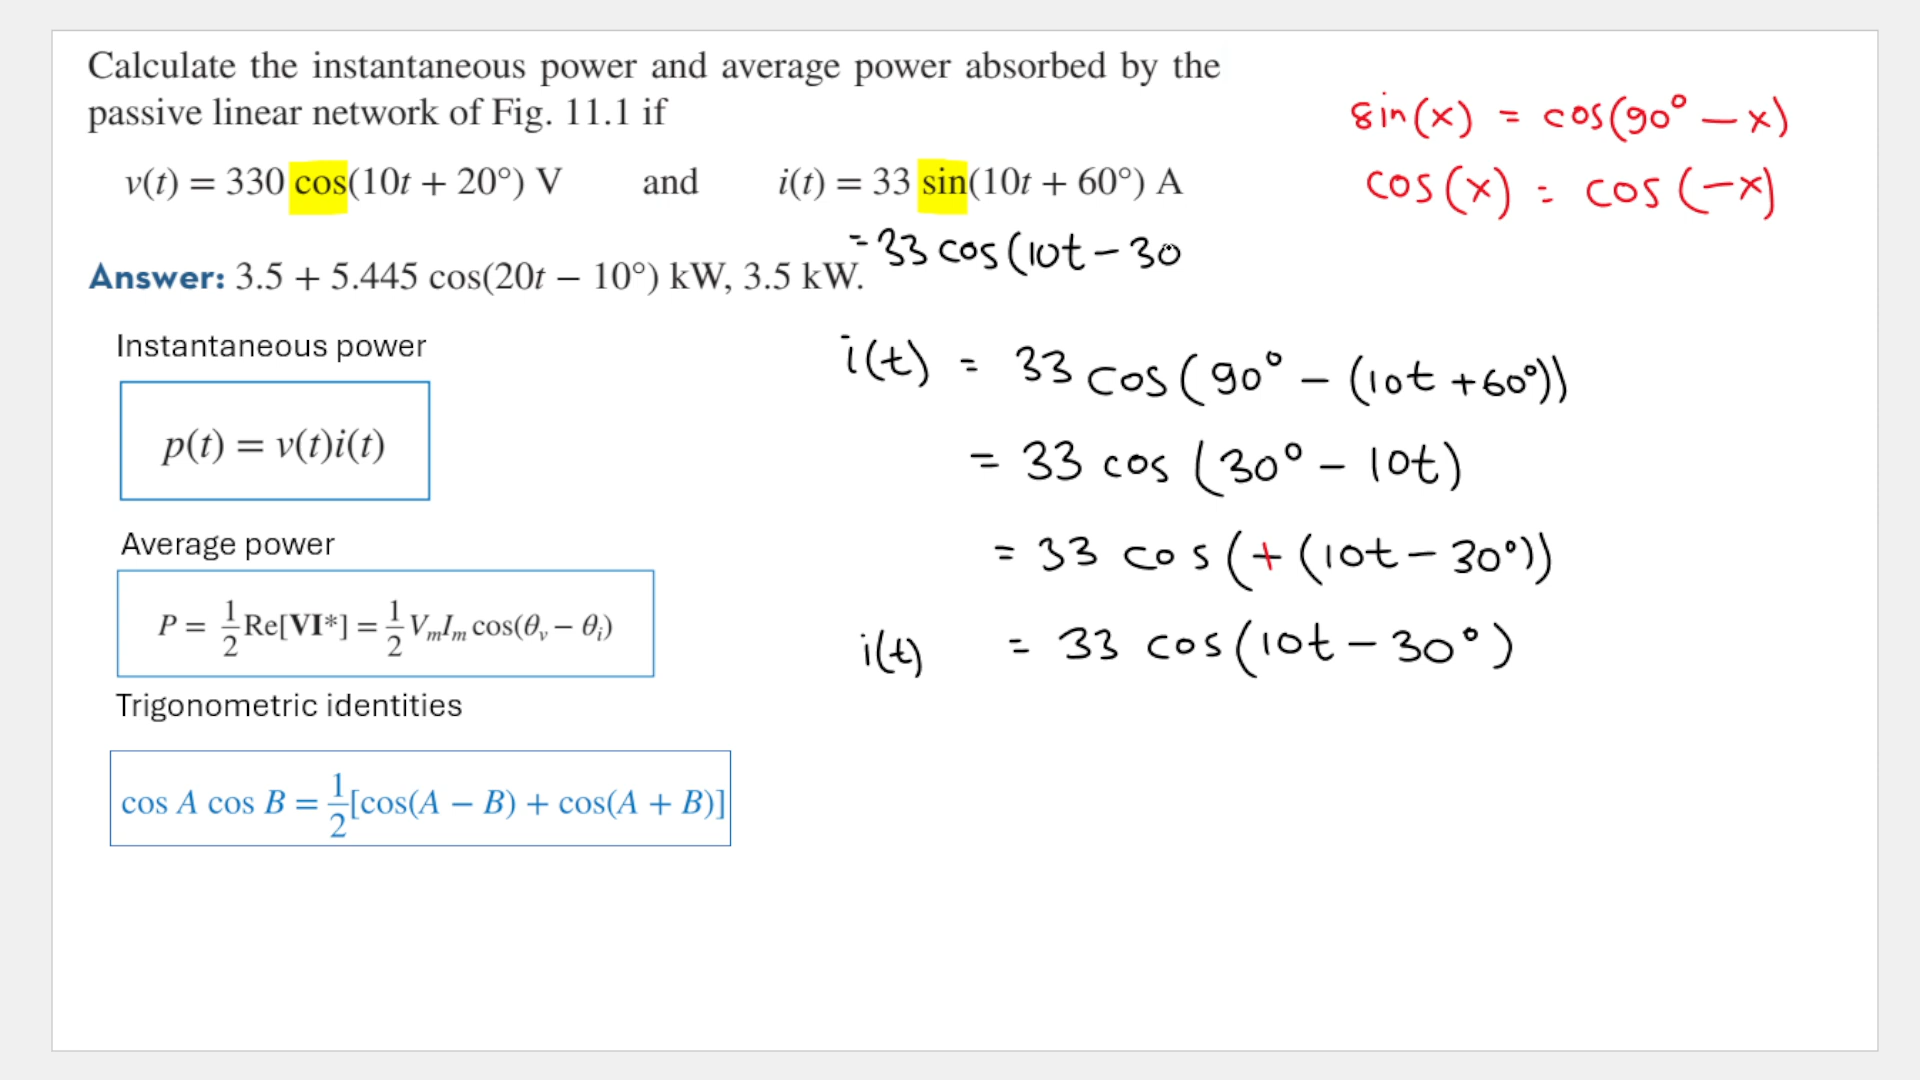 Calculate the instantaneous power and average power absorbed by the
passive linear network of Fig. 11.1 if
v(t) = 330 cos(10t + 20°) V and i(t) = 33 sin(10t + 60°) A
= 33 cos(10t − 30
Answer: 3.5 + 5.445 cos(20t − 10°) kW, 3.5 kW.
sin(x) = cos(90° − x)
cos(x) = cos(−x)
Instantaneous power
p(t) = v(t)i(t)
Average power
P = 1/2 Re[VI*] = 1/2 VₘIₘ cos(θᵥ − θᵢ)
Trigonometric identities
cos A cos B = 1/2[cos(A − B) + cos(A + B)]
i(t) = 33 cos(90° − (10t + 60°))
= 33 cos (30° − 10t)
= 33 cos(+(10t − 30°))
i(t) = 33 cos(10t − 30°)